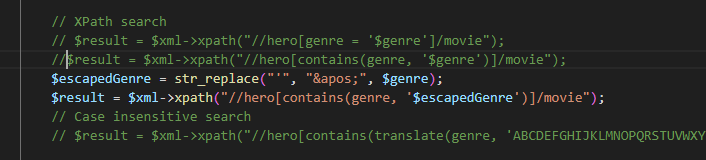 // XPath search
// $result = $xml->xpath("//hero[genre = '$genre']/movie");
//$result = $xml->xpath("//hero[contains(genre, '$genre')]/movie");
$escapedGenre = str_replace("'", "&apos;", $genre);
$result = $xml->xpath("//hero[contains(genre, '$escapedGenre')]/movie");
// Case insensitive search
// $result = $xml->xpath("//hero[contains(translate(genre, 'ABCDEFGHIJKLMNOPQRSTUVWXY